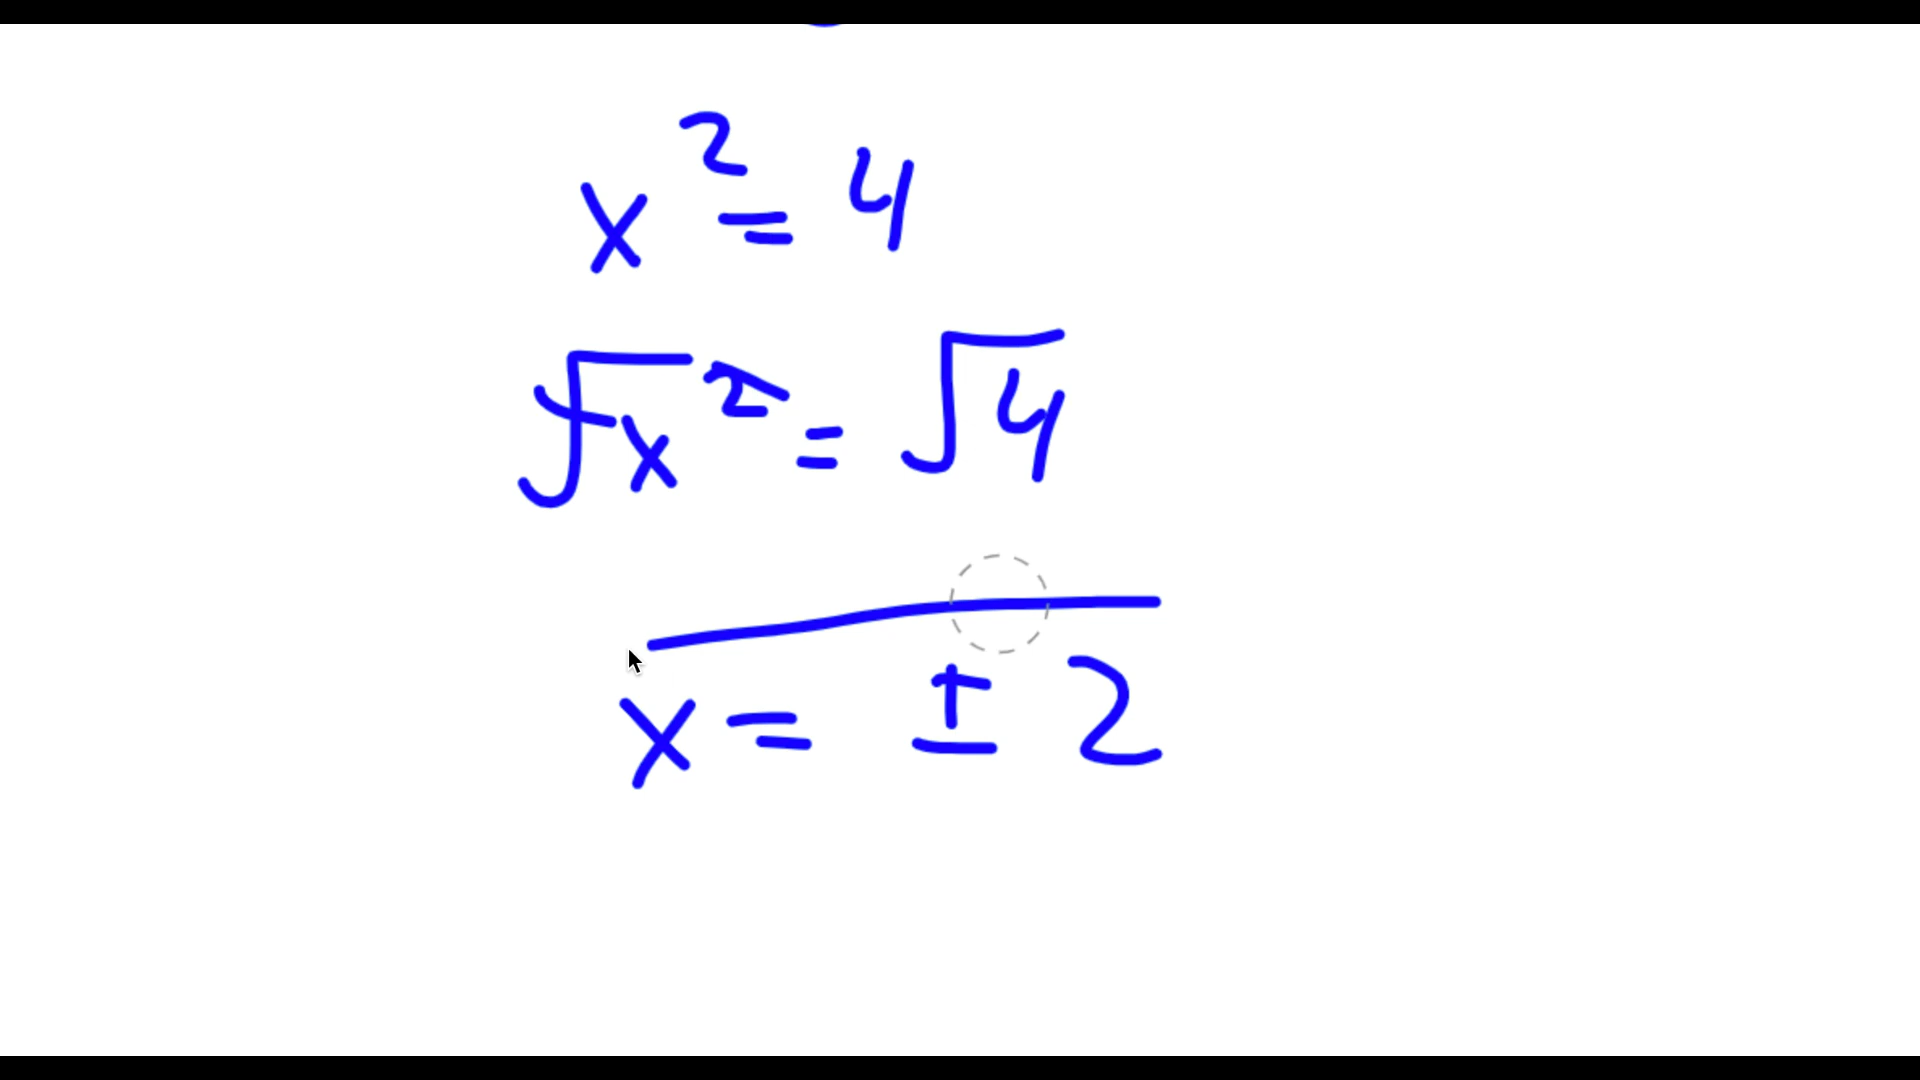 x² = 4
√x² = √4
x = ± 2